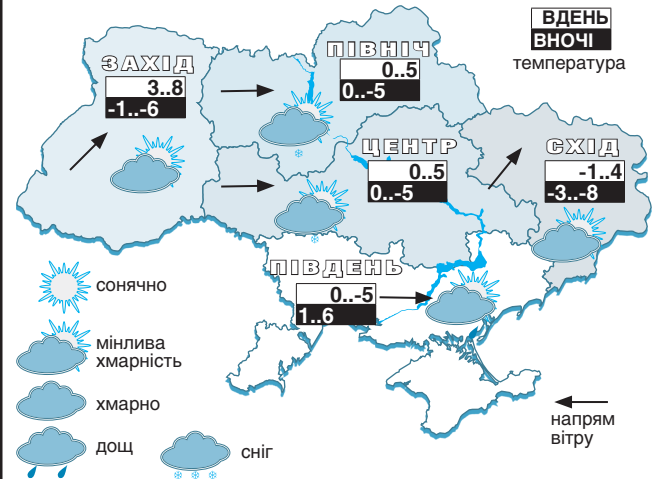 ВДЕНЬ
ВНОЧІ
температура
ЗАХІД
3..8
-1..-6
ПІВНІЧ
0..5
0..-5
ЦЕНТР
0..5
0..-5
СХІД
-1..4
-3..-8
ПІВДЕНЬ
0..-5
1..6
сонячно
мінлива
хмарність
хмарно
дощ
сніг
напрям
вітру